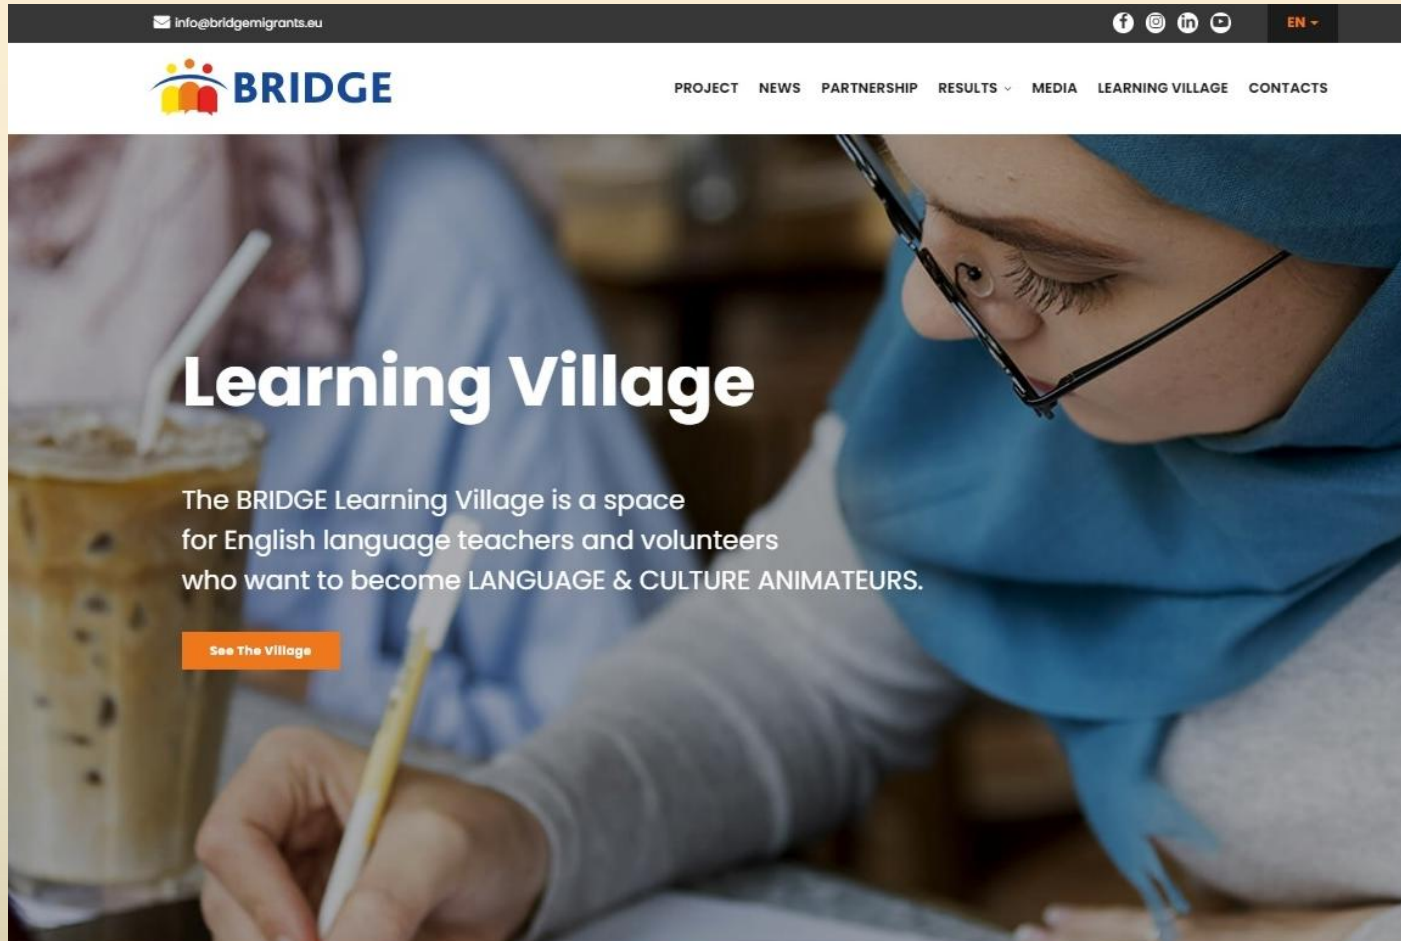 info@bridgemigrants.eu
EN
BRIDGE
PROJECT NEWS PARTNERSHIP RESULTS MEDIA LEARNING VILLAGE CONTACTS
Learning Village
The BRIDGE Learning Village is a space
for English language teachers and volunteers
who want to become LANGUAGE & CULTURE ANIMATEURS.
See The Village